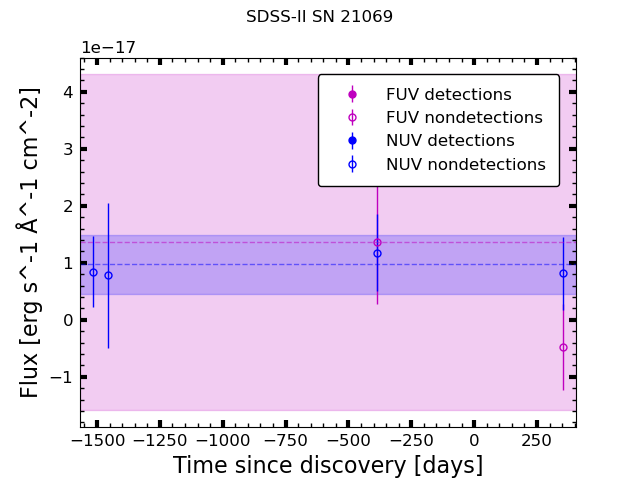 SDSS-II SN 21069
1e−17
FUV detections
FUV nondetections
NUV detections
NUV nondetections
4
3
2
1
0
−1
Flux [erg s^-1 Å^-1 cm^-2]
−1500 −1250 −1000 −750 −500 −250 0 250
Time since discovery [days]